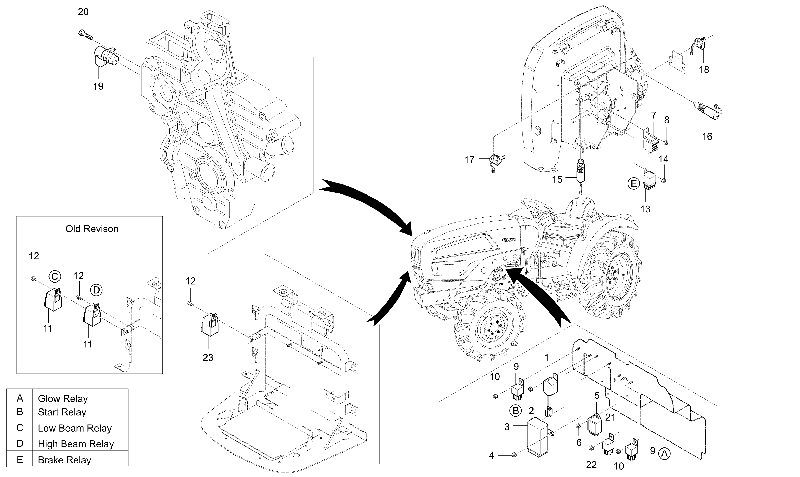 20
19
18
16
7
8
17
15
14
E
13
Old Revison
12
C
12
D
11
11
12
23
A Glow Relay
B Start Relay
C Low Beam Relay
D High Beam Relay
E Brake Relay
9
1
10
B
2
5
21
3
6
4
22
10
9
A